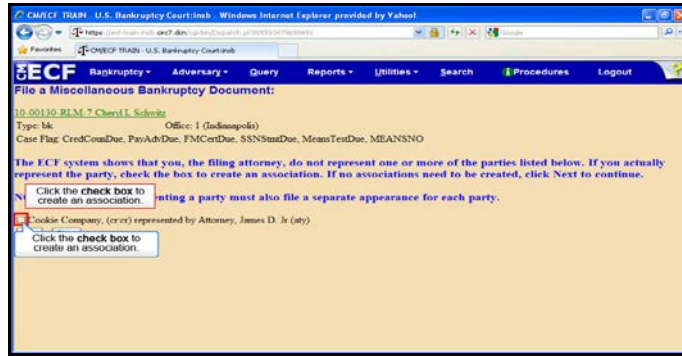 CM/ECF TRAIN - U.S. Bankruptcy Court:insb - Windows Internet Explorer provided by Yahoo!
Google
Favorites CM/ECF TRAIN - U.S. Bankruptcy Court:insb
ECF Bankruptcy Adversary Query Reports Utilities Search Procedures Logout ?
File a Miscellaneous Bankruptcy Document:
10-00130-RLM-7 Cheryl L Schwitz
Type: bk Office: 1 (Indianapolis)
Case Flag: CredCounDue, PayAdvDue, FMCertDue, SSNStmtDue, MeansTestDue, MEANSNO
The ECF system shows that you, the filing attorney, do not represent one or more of the parties listed below. If you actually
represent the party, check the box to create an association. If no associations need to be created, click Next to continue.
Click the check box to
create an association.
nting a party must also file a separate appearance for each party.
Cookie Company, (cr:cr) represented by Attorney, James D. Jr.(aty)
Click the check box to
create an association.